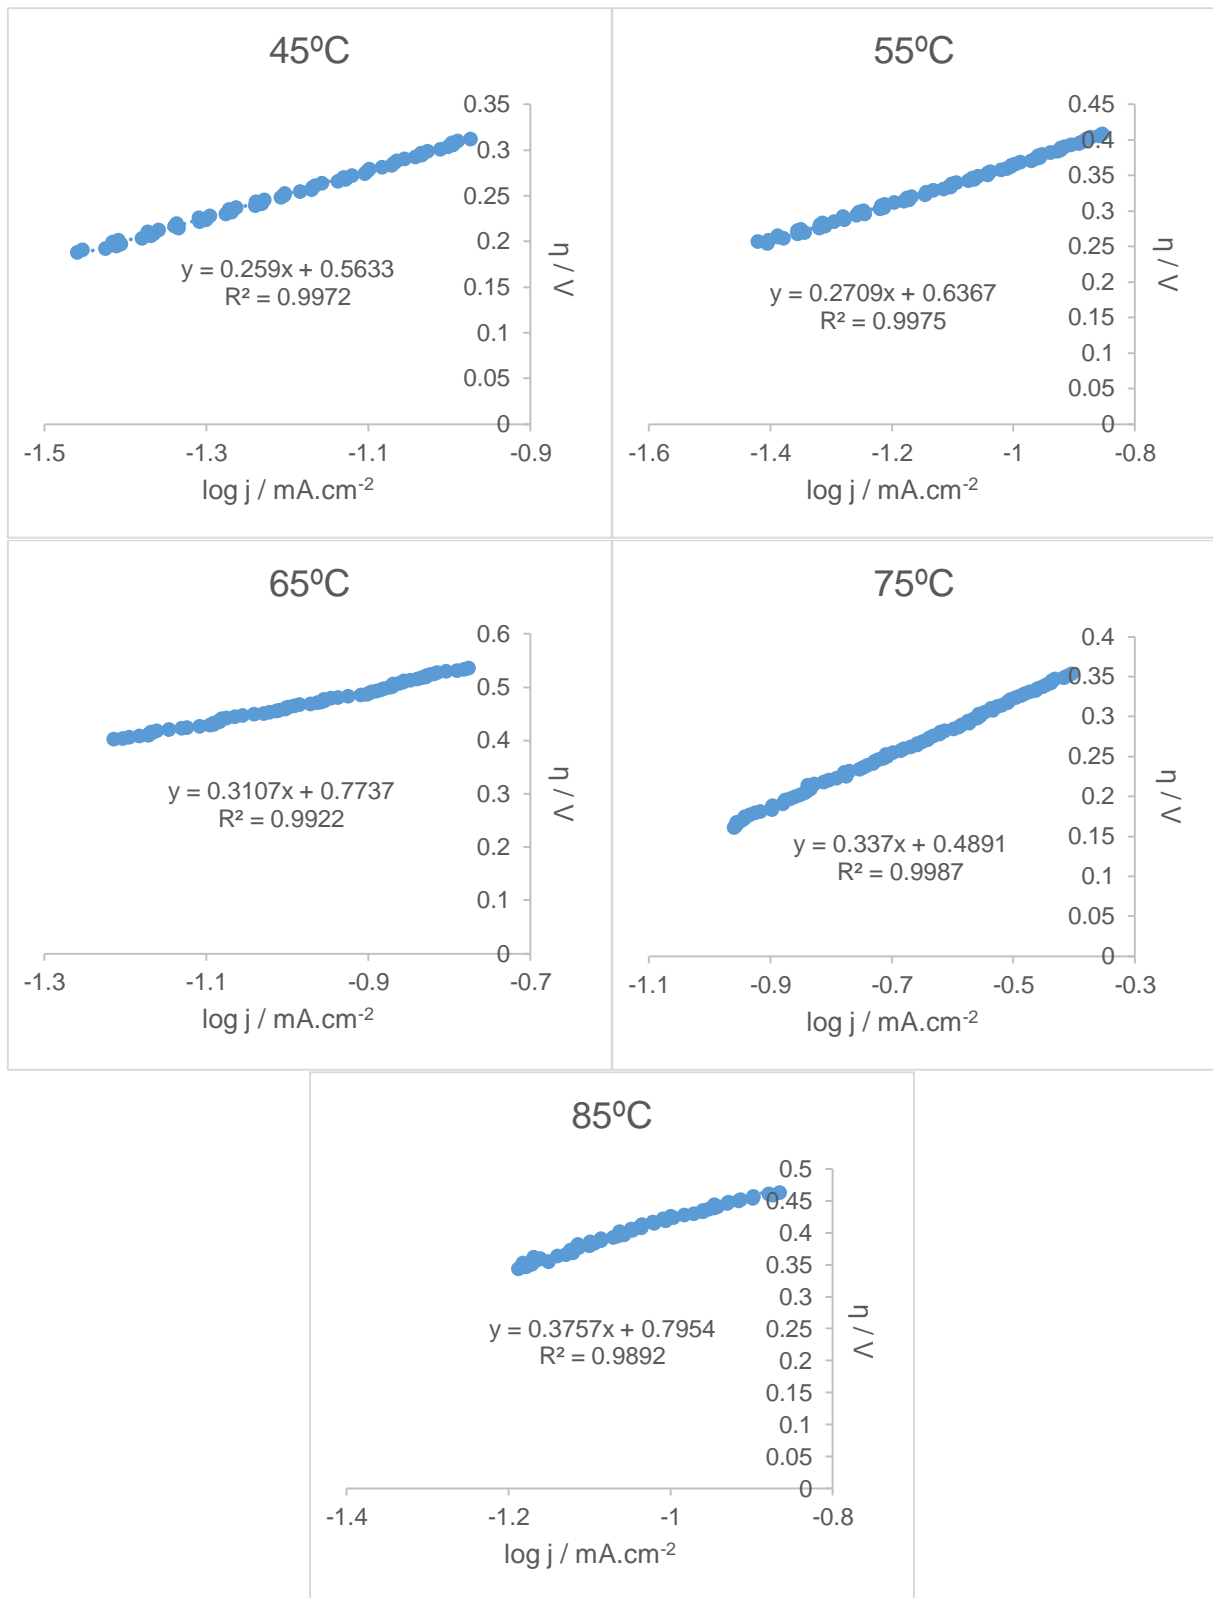 45ºC
0.35
0.3
0.25
0.2
0.15
0.1
0.05
0
η / V
y = 0.259x + 0.5633
R² = 0.9972
-1.5 -1.3 -1.1 -0.9
log j / mA.cm-2
55ºC
0.45
0.4
0.35
0.3
0.25
0.2
0.15
0.1
0.05
0
η / V
y = 0.2709x + 0.6367
R² = 0.9975
-1.6 -1.4 -1.2 -1 -0.8
log j / mA.cm-2
65ºC
0.6
0.5
0.4
0.3
0.2
0.1
0
η / V
y = 0.3107x + 0.7737
R² = 0.9922
-1.3 -1.1 -0.9 -0.7
log j / mA.cm-2
75ºC
0.4
0.35
0.3
0.25
0.2
0.15
0.1
0.05
0
η / V
y = 0.337x + 0.4891
R² = 0.9987
-1.1 -0.9 -0.7 -0.5 -0.3
log j / mA.cm-2
85ºC
0.5
0.45
0.4
0.35
0.3
0.25
0.2
0.15
0.1
0.05
0
η / V
y = 0.3757x + 0.7954
R² = 0.9892
-1.4 -1.2 -1 -0.8
log j / mA.cm-2